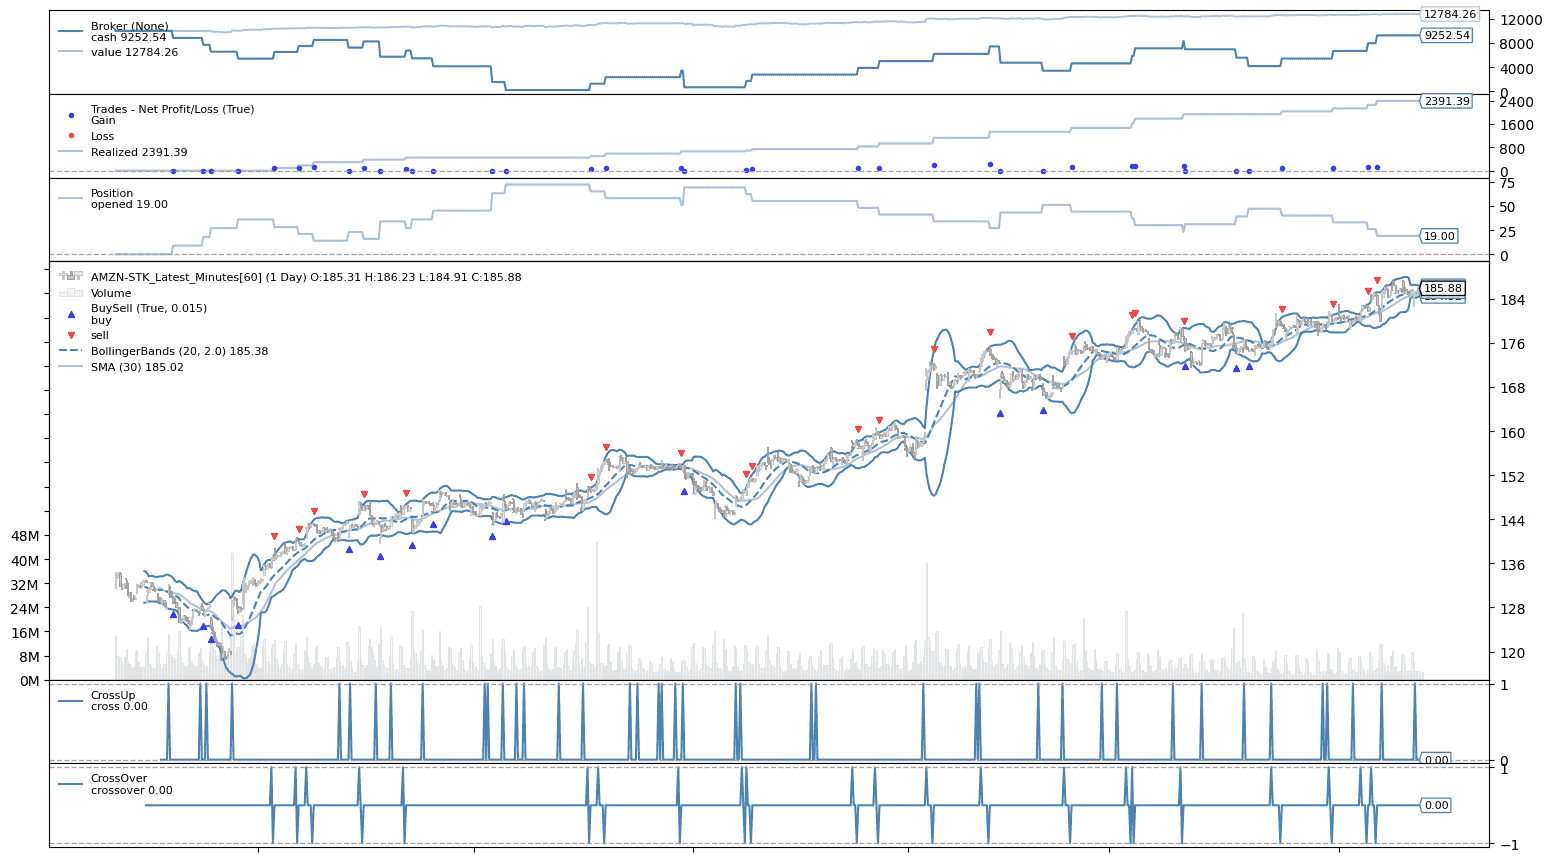 Broker (None)
cash 9252.54
value 12784.26
12784.26
12000
9252.54
8000
4000
0
Trades - Net Profit/Loss (True)
Gain
Loss
Realized 2391.39
2391.39
2400
1600
800
0
Position
opened 19.00
75
50
25
19.00
0
AMZN-STK_Latest_Minutes[60] (1 Day) O:185.31 H:186.23 L:184.91 C:185.88
Volume
BuySell (True, 0.015)
buy
sell
BollingerBands (20, 2.0) 185.38
SMA (30) 185.02
185.88
184
176
168
160
152
144
136
128
120
48M
40M
32M
24M
16M
8M
0M
CrossUp
cross 0.00
1
0
0.00
CrossOver
crossover 0.00
1
0.00
−1